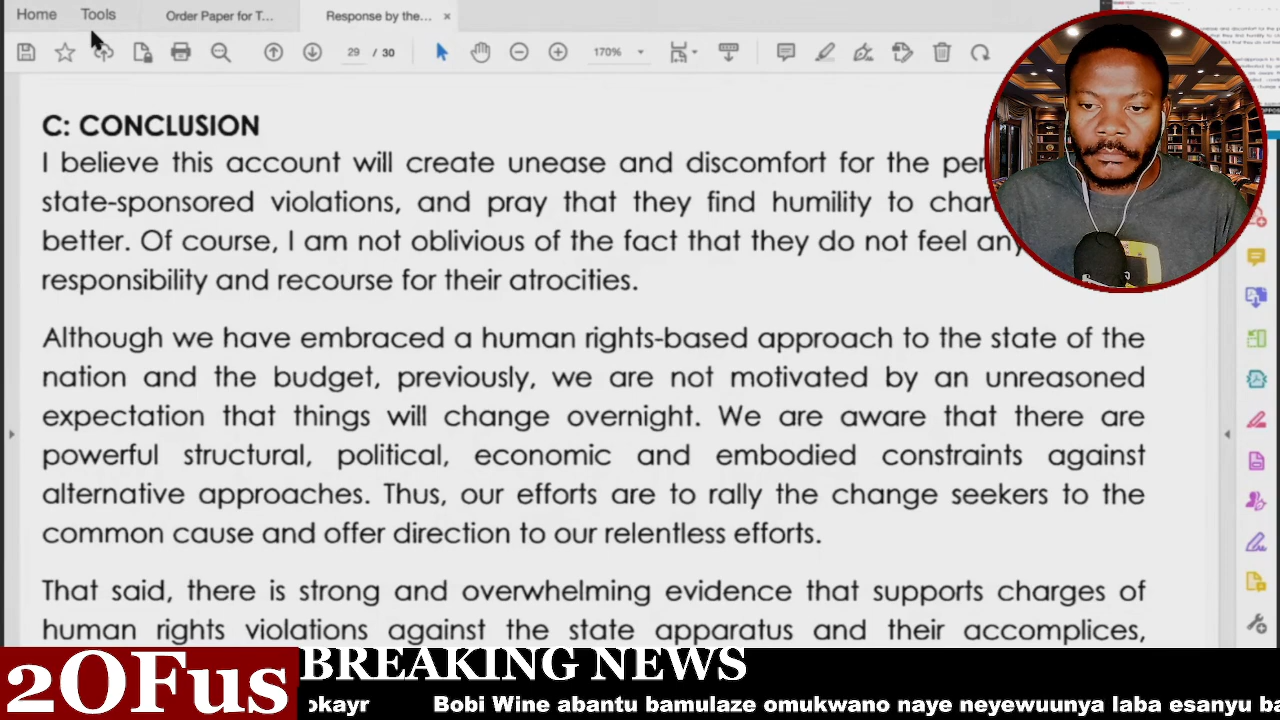 Home Tools Order Paper for T... Response by the... ×
29 / 30 170%
C: CONCLUSION
I believe this account will create urease and discomfort for the
state-sponsored violations, and pray that they find humility to
better. Of course, I am not oblivious of the fact that they do not feel
responsibility and recourse for their atrocities.
Although we have embraced a human rights-based approach to the state of the
nation and the budget, previously, we are not motivated by an unreasoned
expectation that things will change overnight. We are aware that there are
powerful structural, political, economic and embodied constraints against
alternative approaches. Thus, our efforts are to rally the change seekers to the
common cause and offer direction to our relentless efforts.
That said, there is strong and overwhelming evidence that supports charges of
human rights violations against the state apparatus and their accomplices,
2OFus BREAKING NEWS
okayr Bobi Wine abantu bamulaze omukwano naye neyewuunya laba esanyu